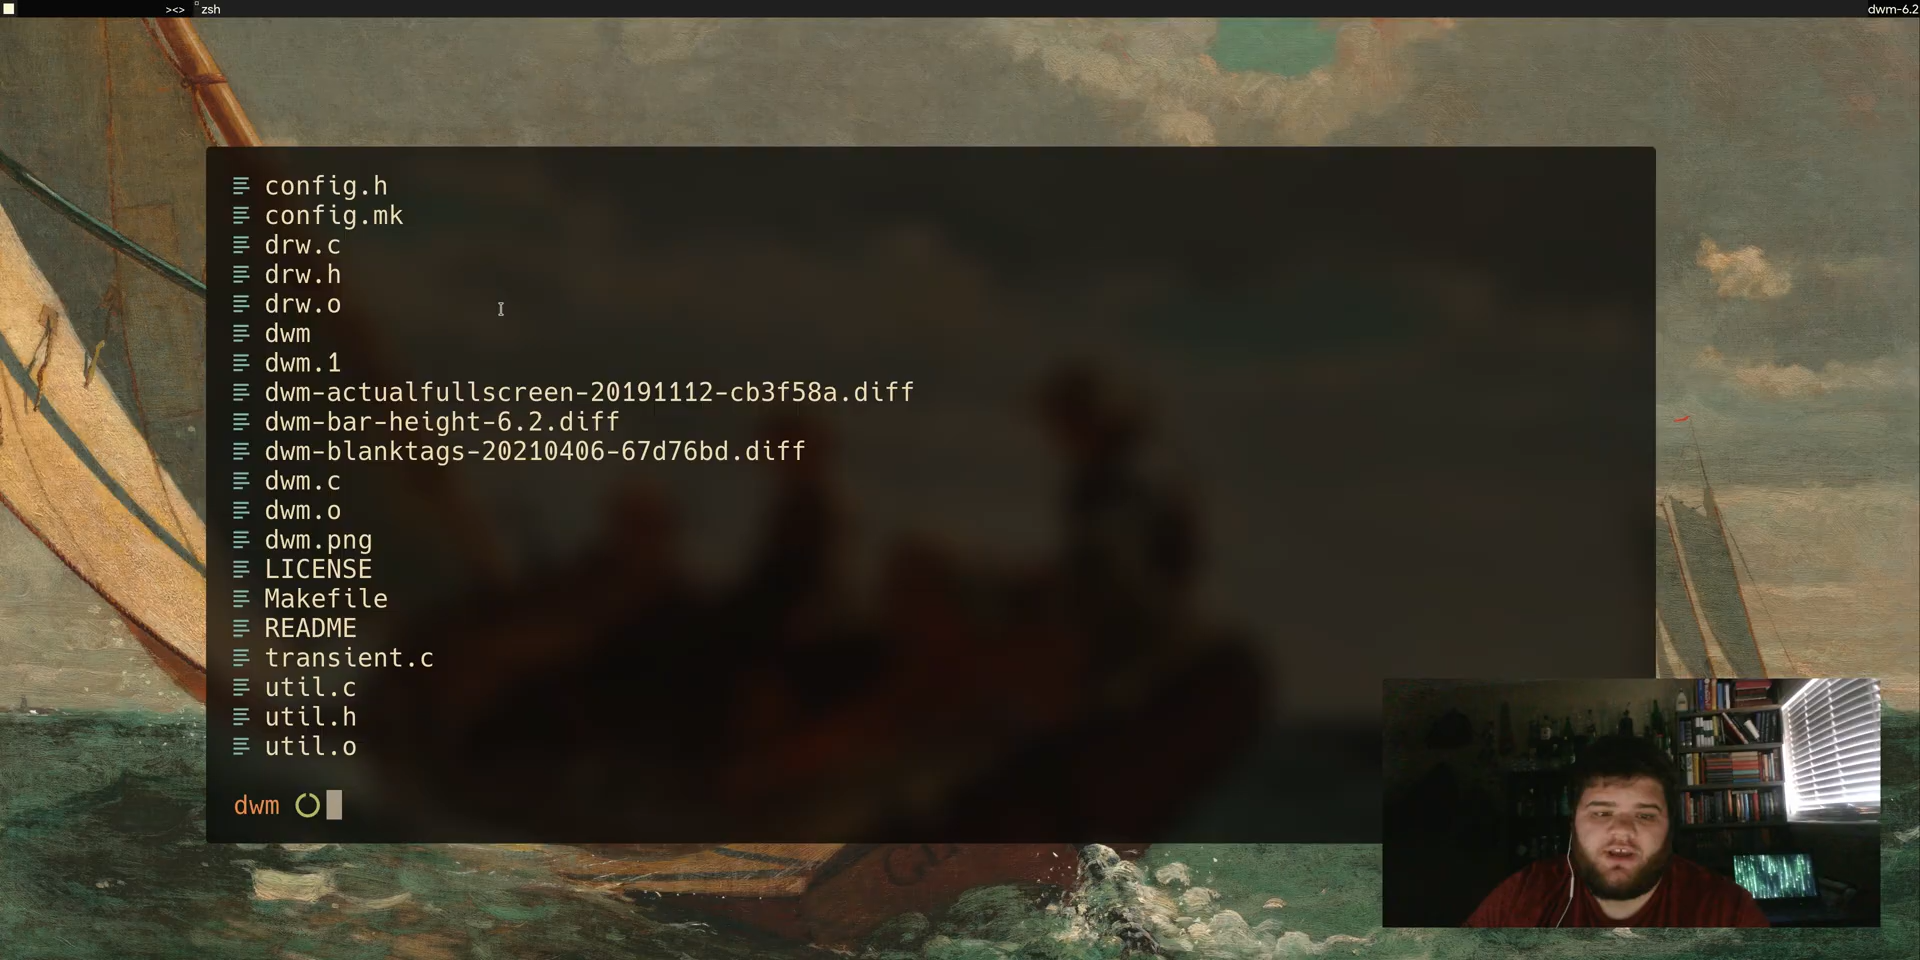 ><> zsh dwm-6.2
config.h
config.mk
drw.c
drw.h
drw.o
dwm
dwm.1
dwm-actualfullscreen-20191112-cb3f58a.diff
dwm-bar-height-6.2.diff
dwm-blanktags-20210406-67d76bd.diff
dwm.c
dwm.o
dwm.png
LICENSE
Makefile
README
transient.c
util.c
util.h
util.o
dwm